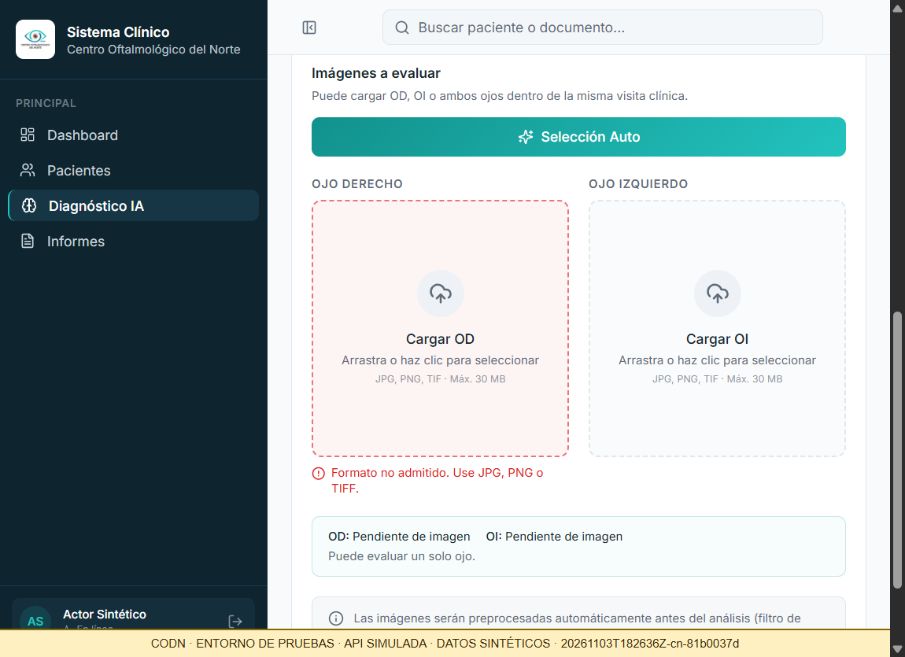 Sistema Clínico
Centro Oftalmológico del Norte
Buscar paciente o documento...
PRINCIPAL
Dashboard
Pacientes
Diagnóstico IA
Informes
Imágenes a evaluar
Puede cargar OD, OI o ambos ojos dentro de la misma visita clínica.
Selección Auto
OJO DERECHO
OJO IZQUIERDO
Cargar OD
Arrastra o haz clic para seleccionar
JPG, PNG, TIF · Máx. 30 MB
Cargar OI
Arrastra o haz clic para seleccionar
JPG, PNG, TIF · Máx. 30 MB
Formato no admitido. Use JPG, PNG o
TIFF.
OD: Pendiente de imagen OI: Pendiente de imagen
Puede evaluar un solo ojo.
Las imágenes serán preprocesadas automáticamente antes del análisis (filtro de
AS
Actor Sintético
CODN · ENTORNO DE PRUEBAS · API SIMULADA · DATOS SINTÉTICOS · 20261103T182636Z-cn-81b0037d